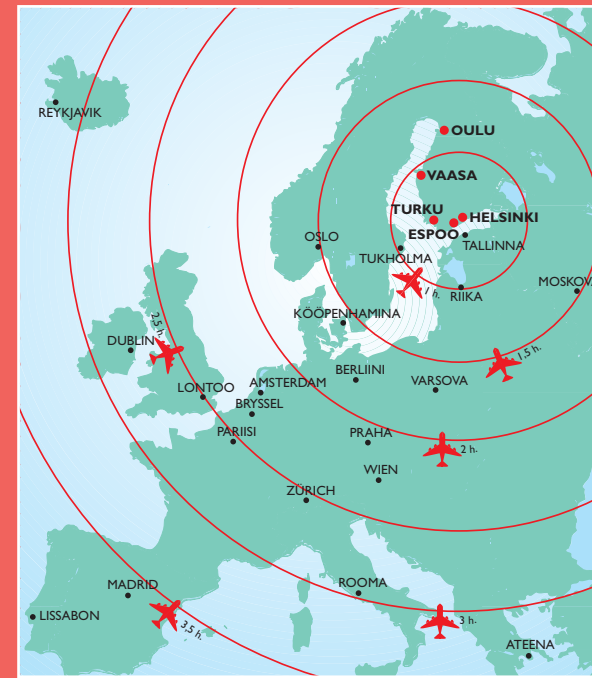 REYKJAVIK
OULU
VAASA
TURKU
HELSINKI
ESPOO
OSLO
TALLINNA
TUKHOLMA
1 h.
RIIKA
MOSKOVA
KÖÖPENHAMINA
2,5 h.
DUBLIN
1,5 h.
BERLIINI
VARSOVA
LONTOO
AMSTERDAM
BRYSSEL
PARIISI
PRAHA
2 h.
WIEN
ZÜRICH
MADRID
ROOMA
LISSABON
3,5 h.
3 h.
ATEENA